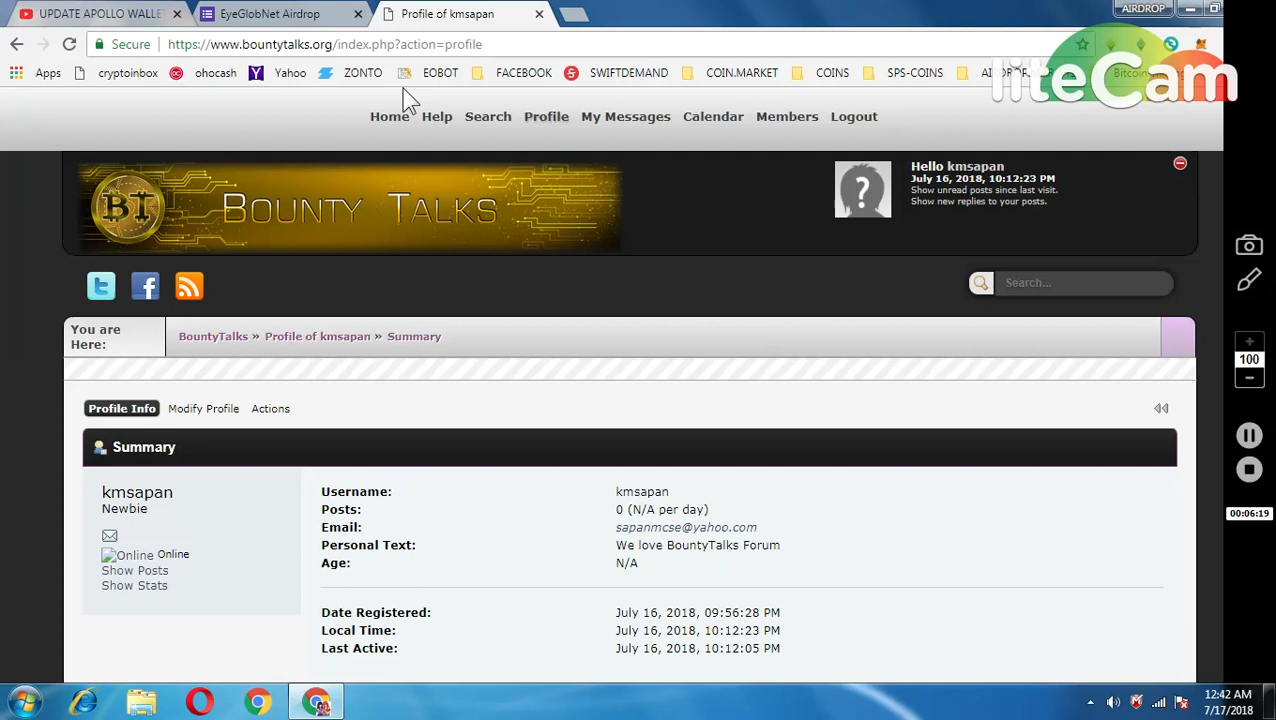 UPDATE APOLLO WALLE
EyeGlobNet Airdrop
Profile of kmsapan
AIRDROP
Secure
https://www.bountytalks.org/index.php?action=profile
Apps
cryptoinbox
ohocash
Yahoo
ZONTO
EOBOT
FACEBOOK
SWIFTDEMAND
COIN.MARKET
COINS
SPS-COINS
liteCam
Home
Help
Search
Profile
My Messages
Calendar
Members
Logout
BOUNTY TALKS
Hello kmsapan
July 16, 2018, 10:12:23 PM
Show unread posts since last visit.
Show new replies to your posts.
Search...
You are
Here:
BountyTalks » Profile of kmsapan » Summary
Profile Info
Modify Profile
Actions
Summary
kmsapan
Newbie
Online Online
Show Posts
Show Stats
Username: kmsapan
Posts: 0 (N/A per day)
Email: sapanmcse@yahoo.com
Personal Text: We love BountyTalks Forum
Age: N/A
Date Registered: July 16, 2018, 09:56:28 PM
Local Time: July 16, 2018, 10:12:23 PM
Last Active: July 16, 2018, 10:12:05 PM
100
00:06:19
12:42 AM
7/17/2018